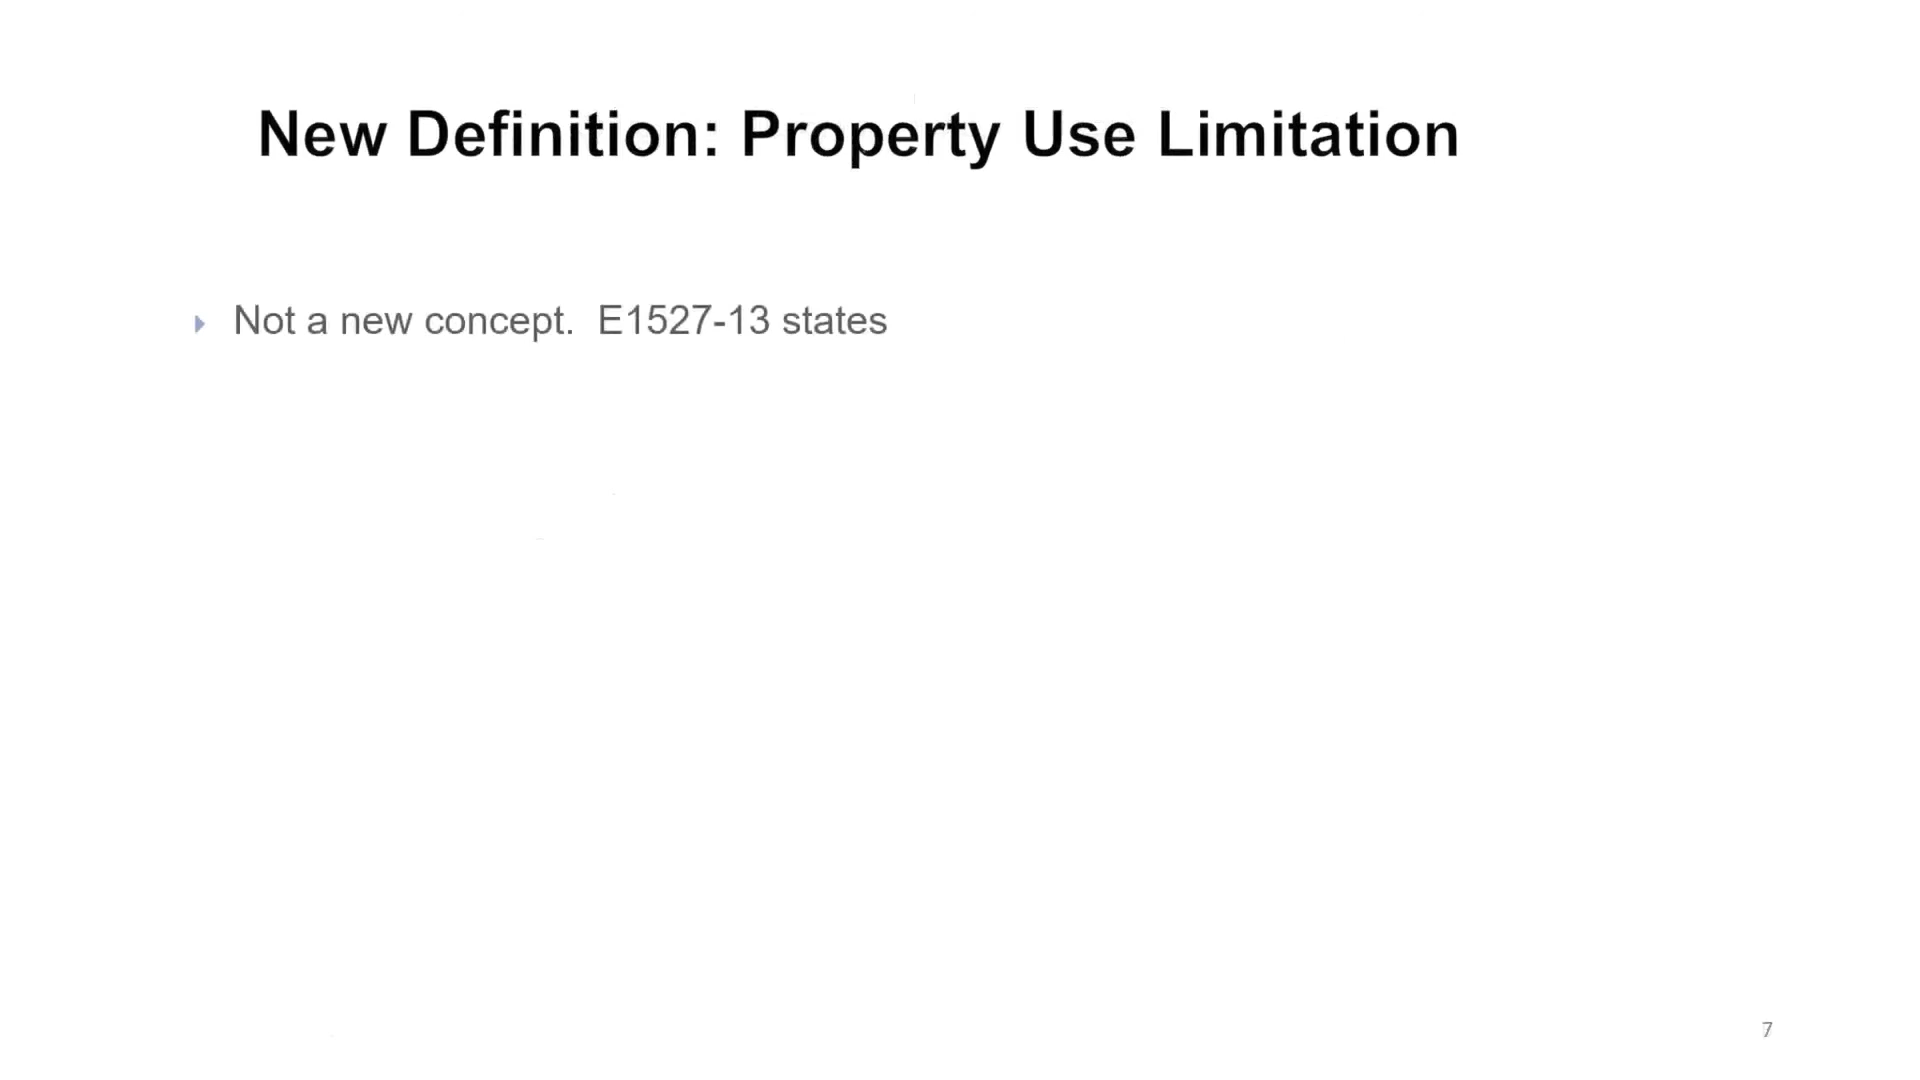 New Definition: Property Use Limitation
Not a new concept.  E1527-13 states
7